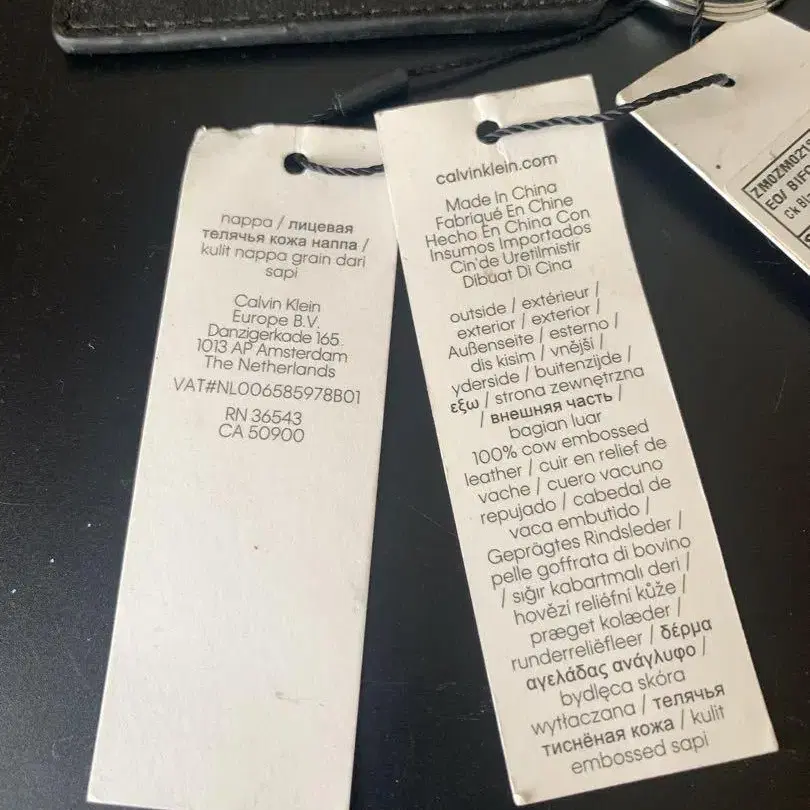 nappa / лицевая
телячья кожа наппа /
kulit nappa grain dari
sapi
Calvin Klein
Europe B.V.
Danzigerkade 165
1013 AP Amsterdam
The Netherlands
VAT#NL006585978B01
RN 36543
CA 50900
calvinklein.com
Made In China
Fabriqué En Chine
Hecho En China Con
Insumos Importados
Cin'de Uretilmistir
Dibuat Di Cina
outside / extérieur /
exterior / exterior /
Außenseite / esterno /
dis kisim / vnější /
yderside / buitenzijde /
εξω / strona zewnętrzna
/ внешняя часть /
bagian luar
100% cow embossed
leather / cuir en relief de
vache / cuero vacuno
repujado / cabedal de
vaca embutido /
Geprägtes Rindsleder /
pelle goffrata di bovino
/ sığır kabartmalı deri /
hovězí reliéfní kůže /
præget kolæder /
runderreliëfleer / δέρμα
αγελάδας ανάγλυφο /
bydlęca skóra
wytłaczana / телячья
тиснёная кожа / kulit
embossed sapi
EO/ BIFO